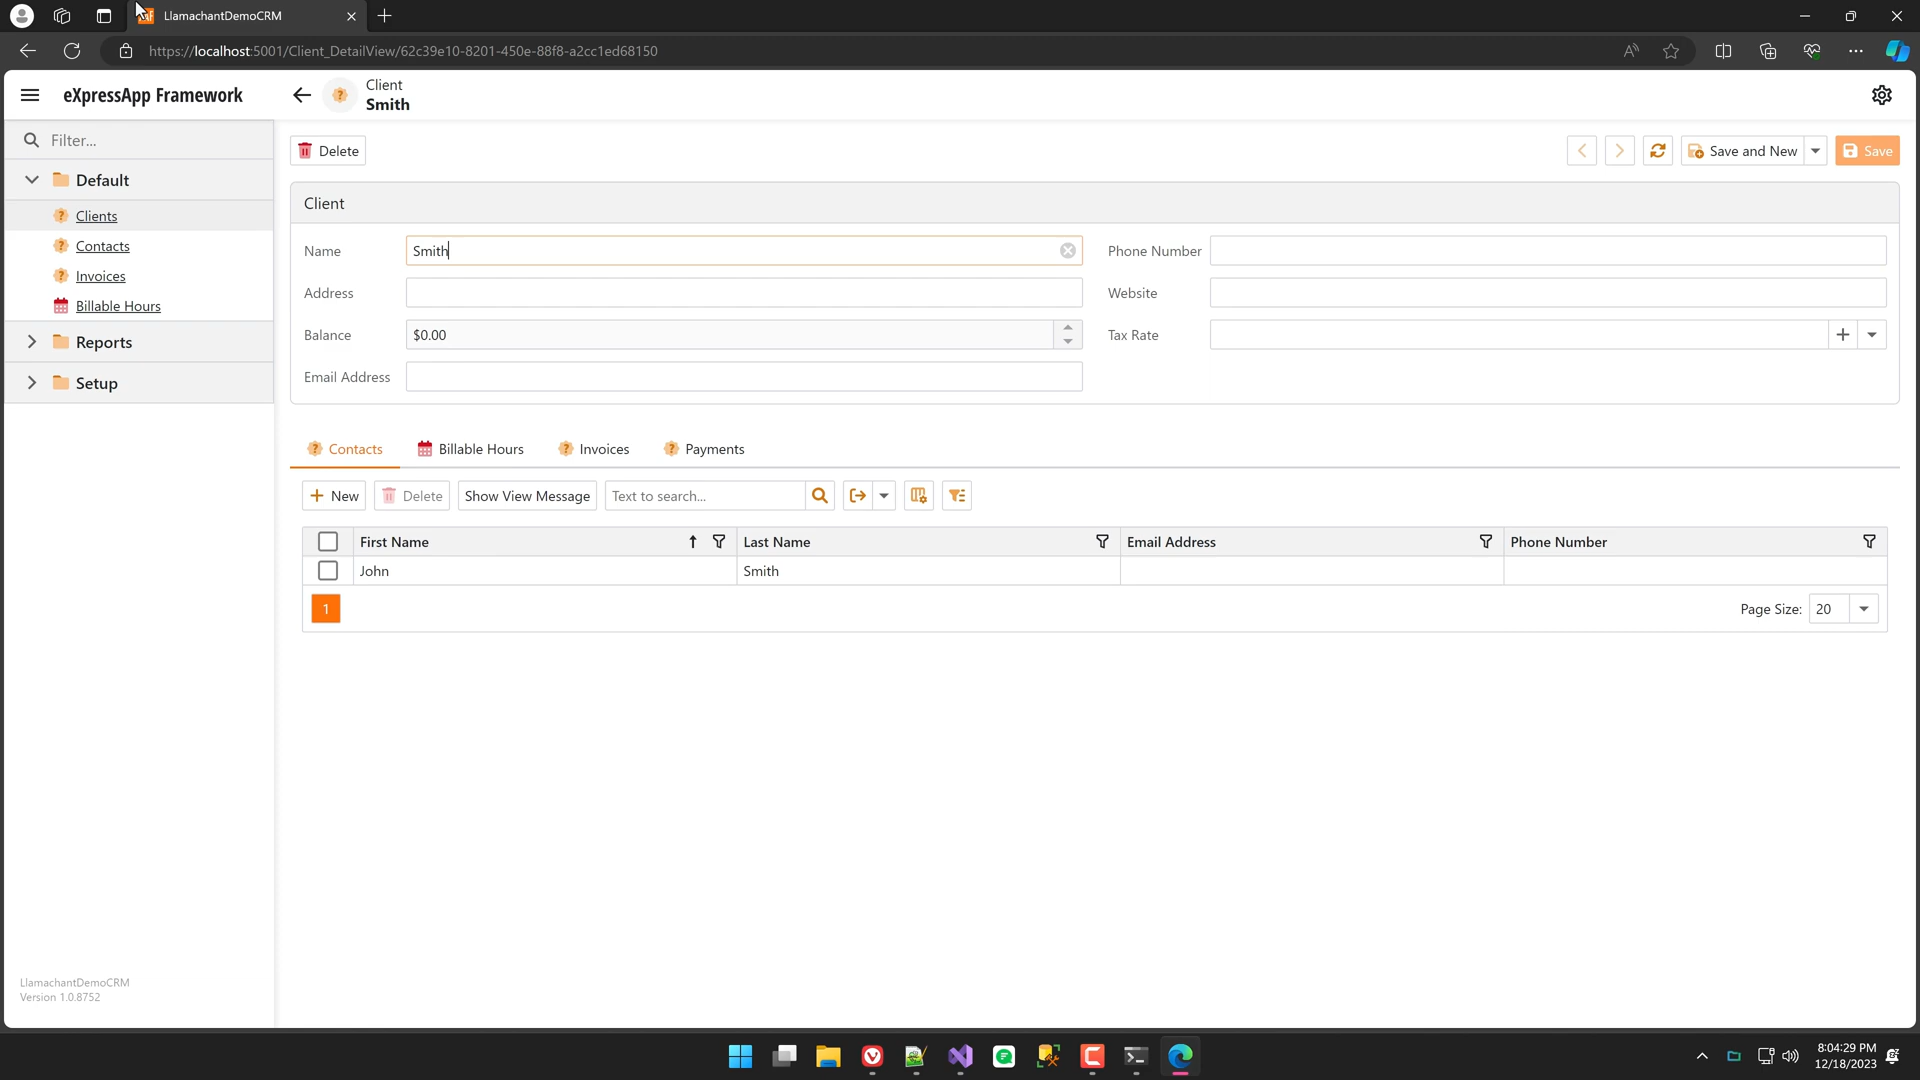 LlamachantDemoCRM
https://localhost:5001/Client_DetailView/62c39e10-8201-450e-88f8-a2cc1ed68150
eXpressApp Framework
Client
Smith
Filter...
Delete
Save and New
Save
Default
Clients
Contacts
Invoices
Billable Hours
Reports
Setup
Client
Name
Smith
Phone Number
Address
Website
Balance
$0.00
Tax Rate
Email Address
Contacts
Billable Hours
Invoices
Payments
New
Delete
Show View Message
Text to search...
First Name
Last Name
Email Address
Phone Number
John
Smith
1
Page Size:
20
LlamachantDemoCRM
Version 1.0.8752
8:04:29 PM
12/18/2023